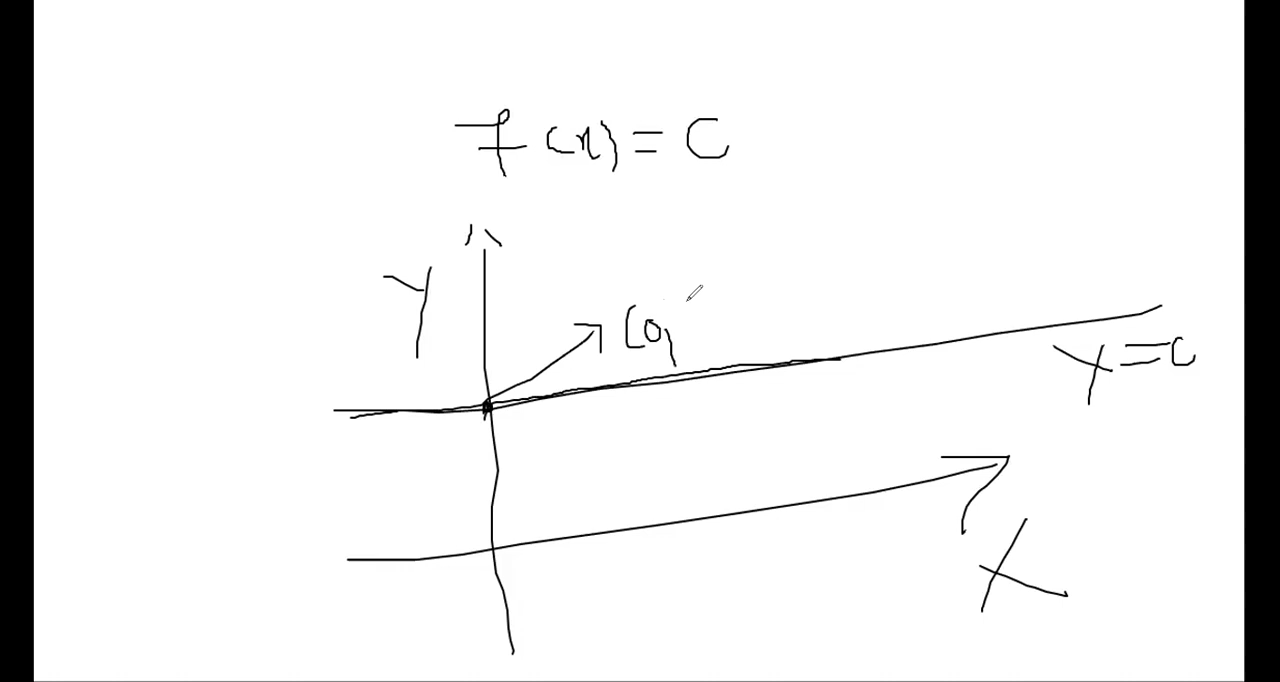 f(x) = C
Y
(0,
Y = C
X